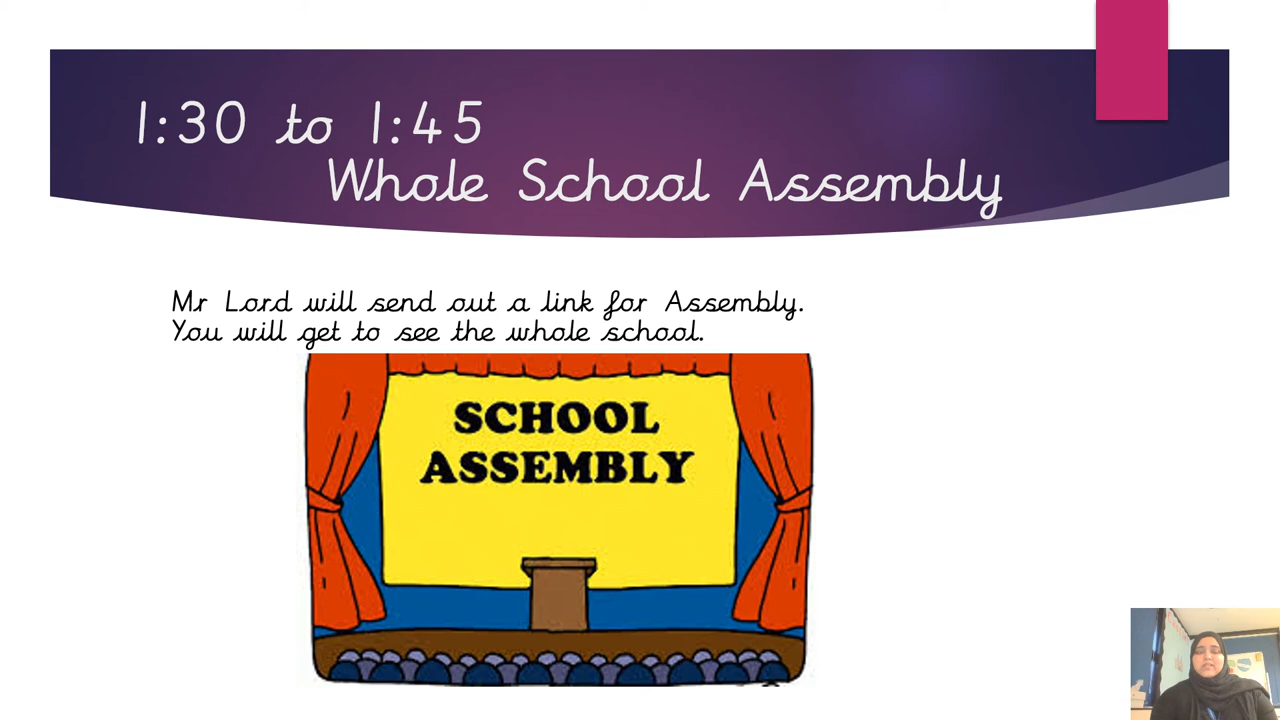 1:30 to 1:45
Whole School Assembly
Mr Lord will send out a link for Assembly.
You will get to see the whole school.
SCHOOL
ASSEMBLY